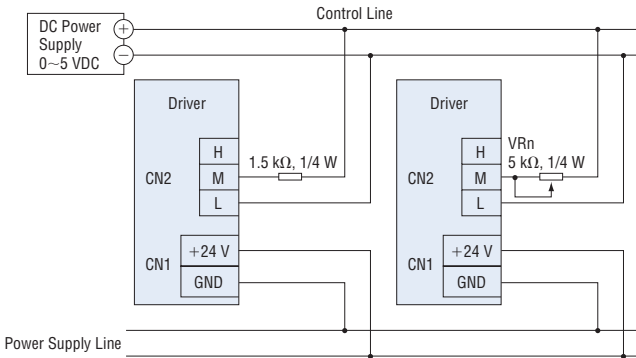 Control Line
DC Power
Supply
0~5 VDC
+
−
Driver
H
M
L
CN2
1.5 kΩ, 1/4 W
+24 V
GND
CN1
Driver
H
M
L
CN2
VRn
5 kΩ, 1/4 W
+24 V
GND
CN1
Power Supply Line